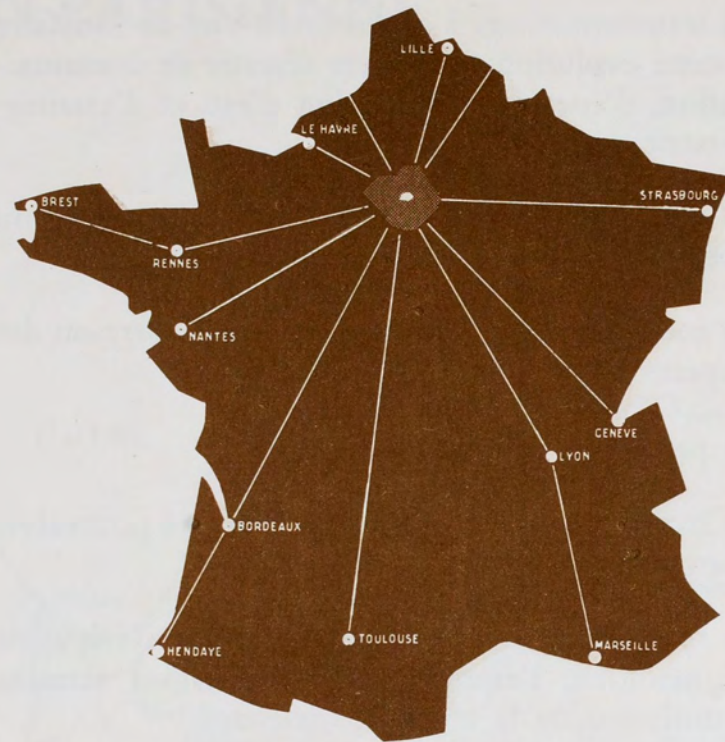 LILLE
LE HAVRE
STRASBOURG
BREST
RENNES
NANTES
GENÈVE
LYON
BORDEAUX
TOULOUSE
MARSEILLE
HENDAYE